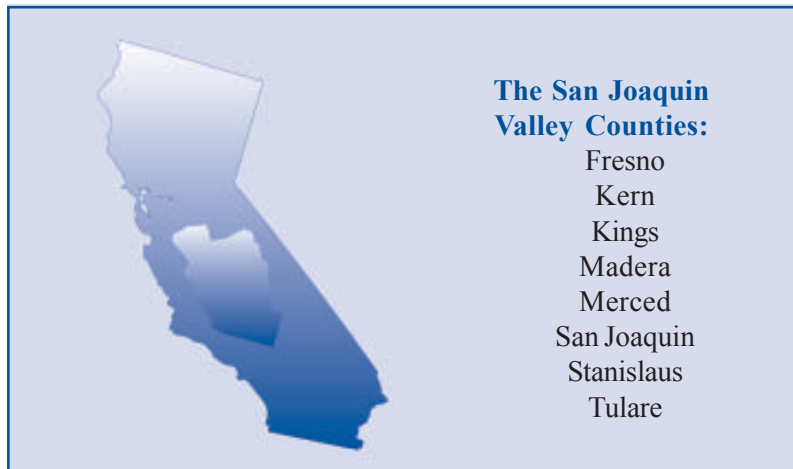 The San Joaquin
Valley Counties:
Fresno
Kern
Kings
Madera
Merced
San Joaquin
Stanislaus
Tulare